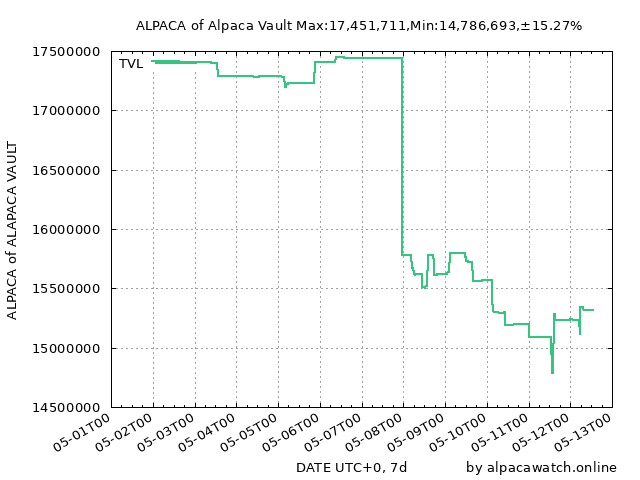 ALPACA of Alpaca Vault Max:17,451,711,Min:14,786,693,±15.27%
TVL
17500000
17000000
16500000
16000000
15500000
15000000
14500000
ALPACA of ALAPACA VAULT
05-01T00
05-02T00
05-03T00
05-04T00
05-05T00
05-06T00
05-07T00
05-08T00
05-09T00
05-10T00
05-11T00
05-12T00
05-13T00
DATE UTC+0, 7d
by alpacawatch.online